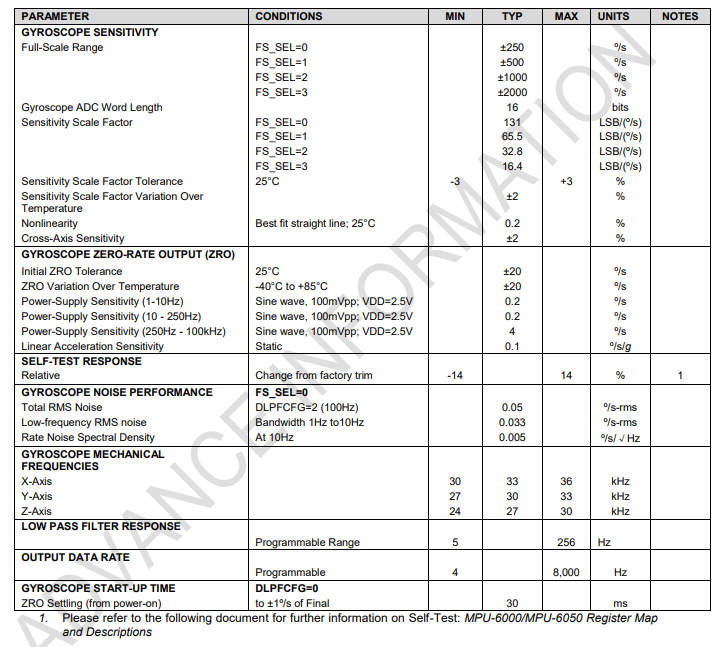 PARAMETER CONDITIONS MIN TYP MAX UNITS NOTES
GYROSCOPE SENSITIVITY
Full-Scale Range FS_SEL=0 ±250 º/s
FS_SEL=1 ±500 º/s
FS_SEL=2 ±1000 º/s
FS_SEL=3 ±2000 º/s
Gyroscope ADC Word Length 16 bits
Sensitivity Scale Factor FS_SEL=0 131 LSB/(º/s)
FS_SEL=1 65.5 LSB/(º/s)
FS_SEL=2 32.8 LSB/(º/s)
FS_SEL=3 16.4 LSB/(º/s)
Sensitivity Scale Factor Tolerance 25°C -3 +3 %
Sensitivity Scale Factor Variation Over ±2 %
Temperature
Nonlinearity Best fit straight line; 25°C 0.2 %
Cross-Axis Sensitivity ±2 %
GYROSCOPE ZERO-RATE OUTPUT (ZRO)
Initial ZRO Tolerance 25°C ±20 º/s
ZRO Variation Over Temperature -40°C to +85°C ±20 º/s
Power-Supply Sensitivity (1-10Hz) Sine wave, 100mVpp; VDD=2.5V 0.2 º/s
Power-Supply Sensitivity (10 - 250Hz) Sine wave, 100mVpp; VDD=2.5V 0.2 º/s
Power-Supply Sensitivity (250Hz - 100kHz) Sine wave, 100mVpp; VDD=2.5V 4 º/s
Linear Acceleration Sensitivity Static 0.1 º/s/g
SELF-TEST RESPONSE
Relative Change from factory trim -14 14 % 1
GYROSCOPE NOISE PERFORMANCE FS_SEL=0
Total RMS Noise DLPFCFG=2 (100Hz) 0.05 º/s-rms
Low-frequency RMS noise Bandwidth 1Hz to10Hz 0.033 º/s-rms
Rate Noise Spectral Density At 10Hz 0.005 º/s/ √ Hz
GYROSCOPE MECHANICAL
FREQUENCIES
X-Axis 30 33 36 kHz
Y-Axis 27 30 33 kHz
Z-Axis 24 27 30 kHz
LOW PASS FILTER RESPONSE
Programmable Range 5 256 Hz
OUTPUT DATA RATE
Programmable 4 8,000 Hz
GYROSCOPE START-UP TIME DLPFCFG=0
ZRO Settling (from power-on) to ±1º/s of Final 30 ms
1. Please refer to the following document for further information on Self-Test: MPU-6000/MPU-6050 Register Map
and Descriptions
ADVANCE INFORMATION